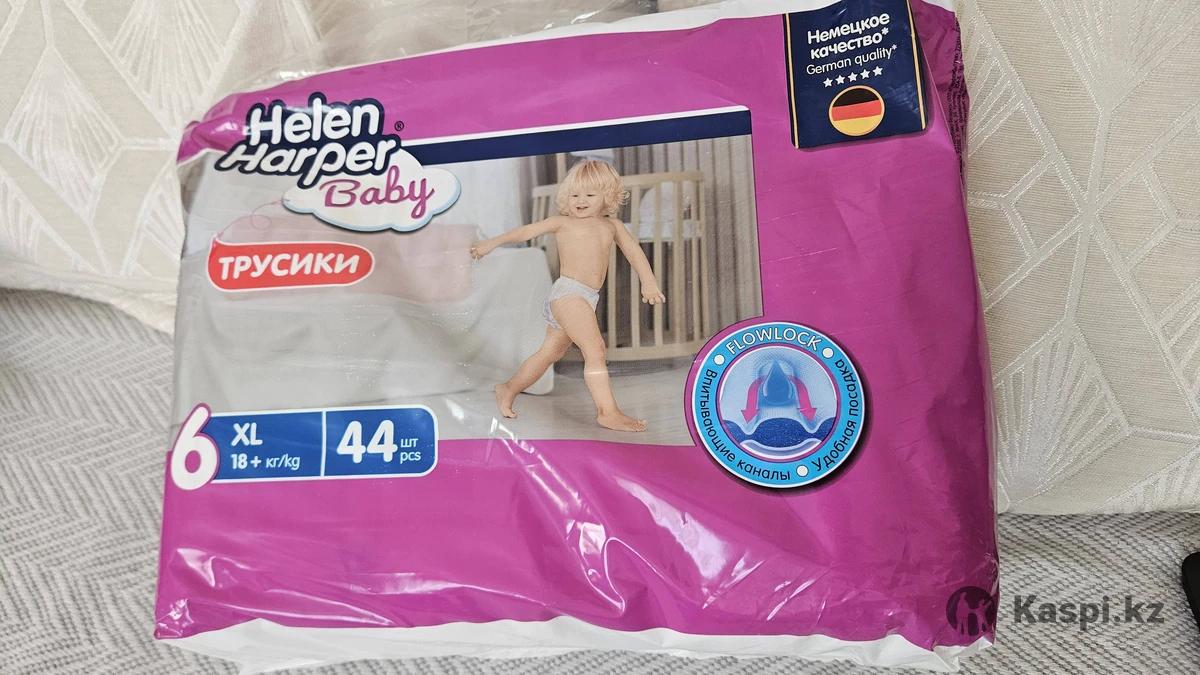 Немецкое
качество*
German quality*
Helen
Harper®
Baby
ТРУСИКИ
FLOWLOCK
Впитывающие каналы
Удобная посадка
6
XL
18+ кг/kg
44 шт
pcs
Kaspi.kz